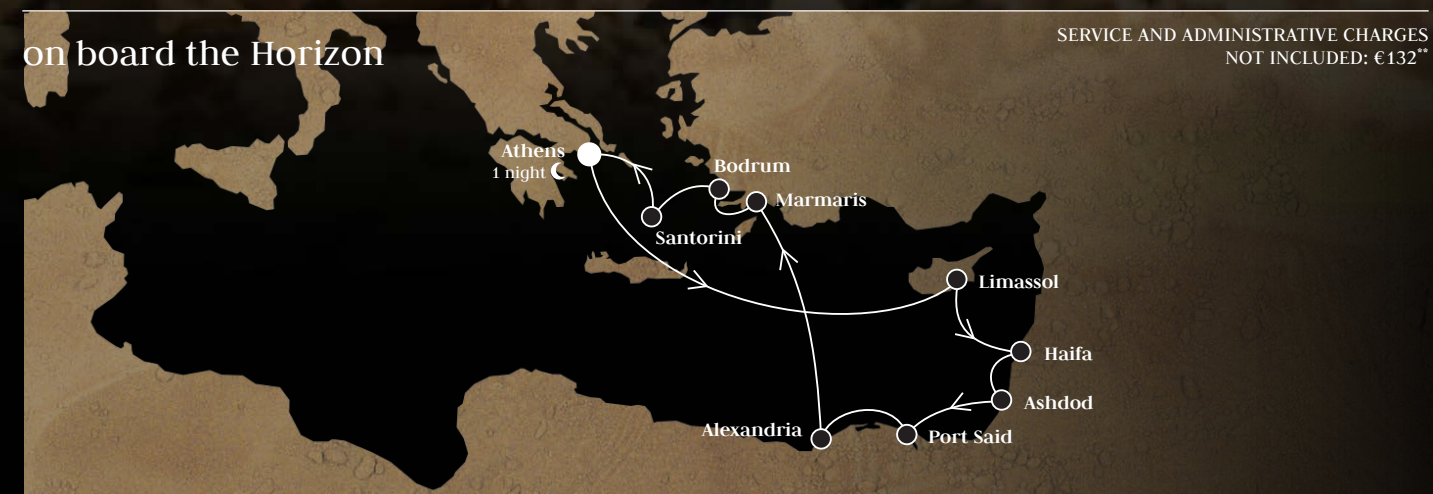 on board the Horizon
SERVICE AND ADMINISTRATIVE CHARGES
NOT INCLUDED: €132**
Athens
1 night
Bodrum
Marmaris
Santorini
Limassol
Haifa
Ashdod
Alexandria
Port Said